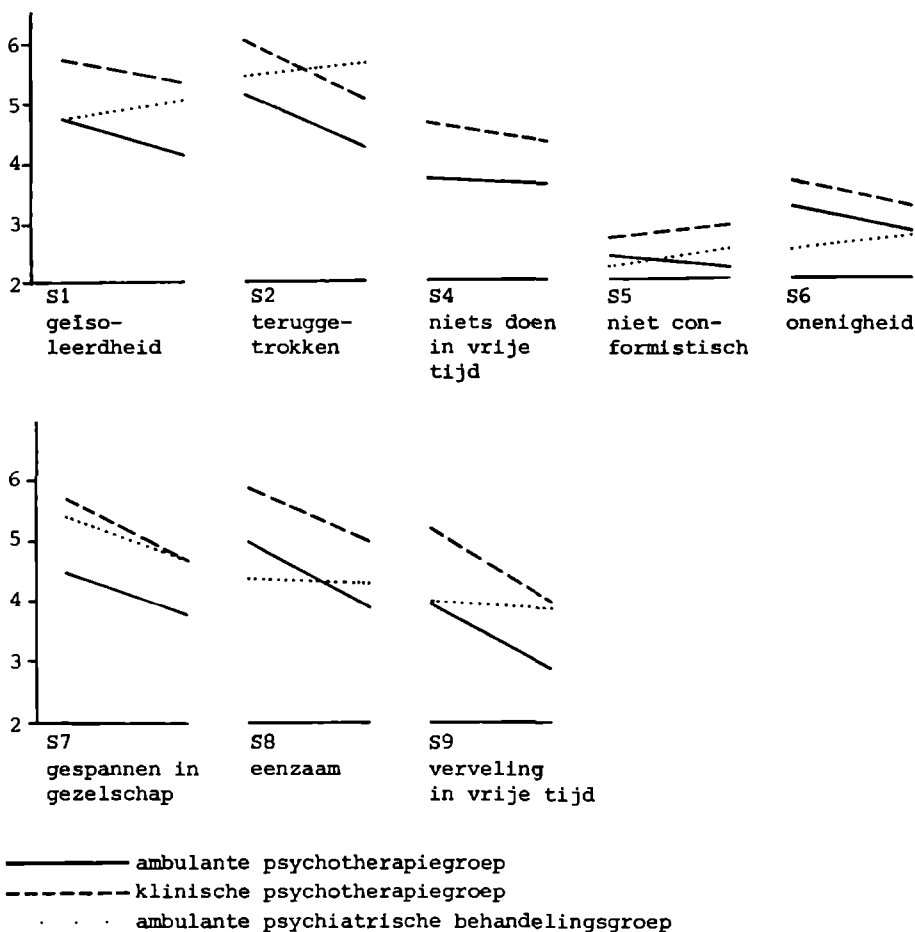 6
5
4
3
2
S1 S2 S4 S5 S6
geïso- terugge- niets doen niet con- onenigheid
leerdheid trokken in vrije formistisch
tijd
6
5
4
3
2
S7 S8 S9
gespannen in eenzaam verveling
gezelschap in vrije tijd
ambulante psychotherapiegroep
klinische psychotherapiegroep
ambulante psychiatrische behandelingsgroep